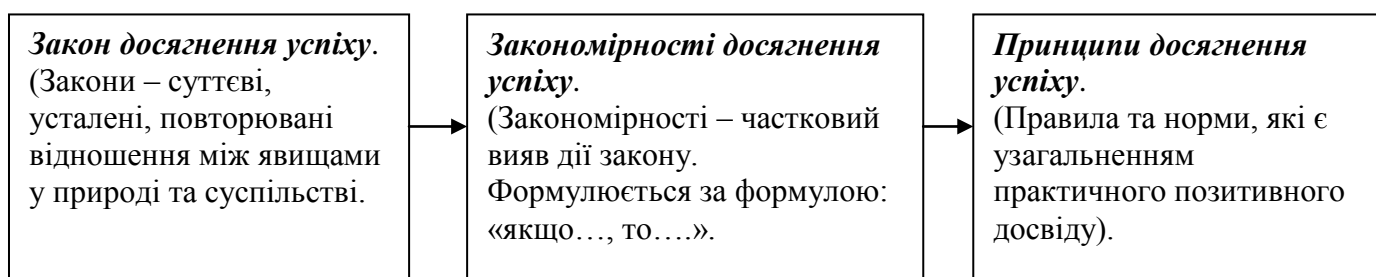 Закон досягнення успіху.
(Закони – суттєві,
усталені, повторювані
відношення між явищами
у природі та суспільстві.
Закономірності досягнення
успіху.
(Закономірності – частковий
вияв дії закону.
Формулюється за формулою:
«якщо…, то….».
Принципи досягнення
успіху.
(Правила та норми, які є
узагальненням
практичного позитивного
досвіду).